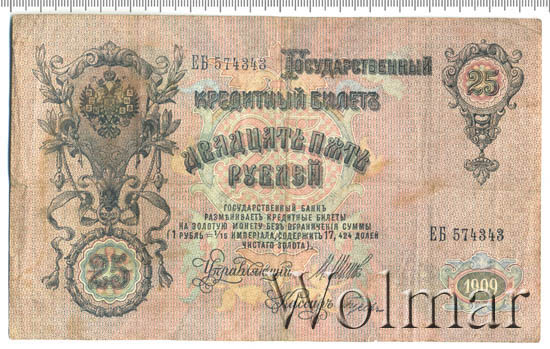 ЕБ 574343
Государственный
25
Кредитный Билетъ
Двадцать пять
рублей
ГОСУДАРСТВЕННЫЙ БАНКЪ
РАЗМѢНИВАЕТЪ КРЕДИТНЫЕ БИЛЕТЫ
НА ЗОЛОТУЮ МОНЕТУ БЕЗЪ ОГРАНИЧЕНІЯ СУММЫ
(1 РУБЛЬ = 1/15 ИМПЕРІАЛА, СОДЕРЖИТЪ 17,424 ДОЛЕЙ
ЧИСТАГО ЗОЛОТА).
ЕБ 574343
25
Управляющій
Кассиръ
1909
Wolmar